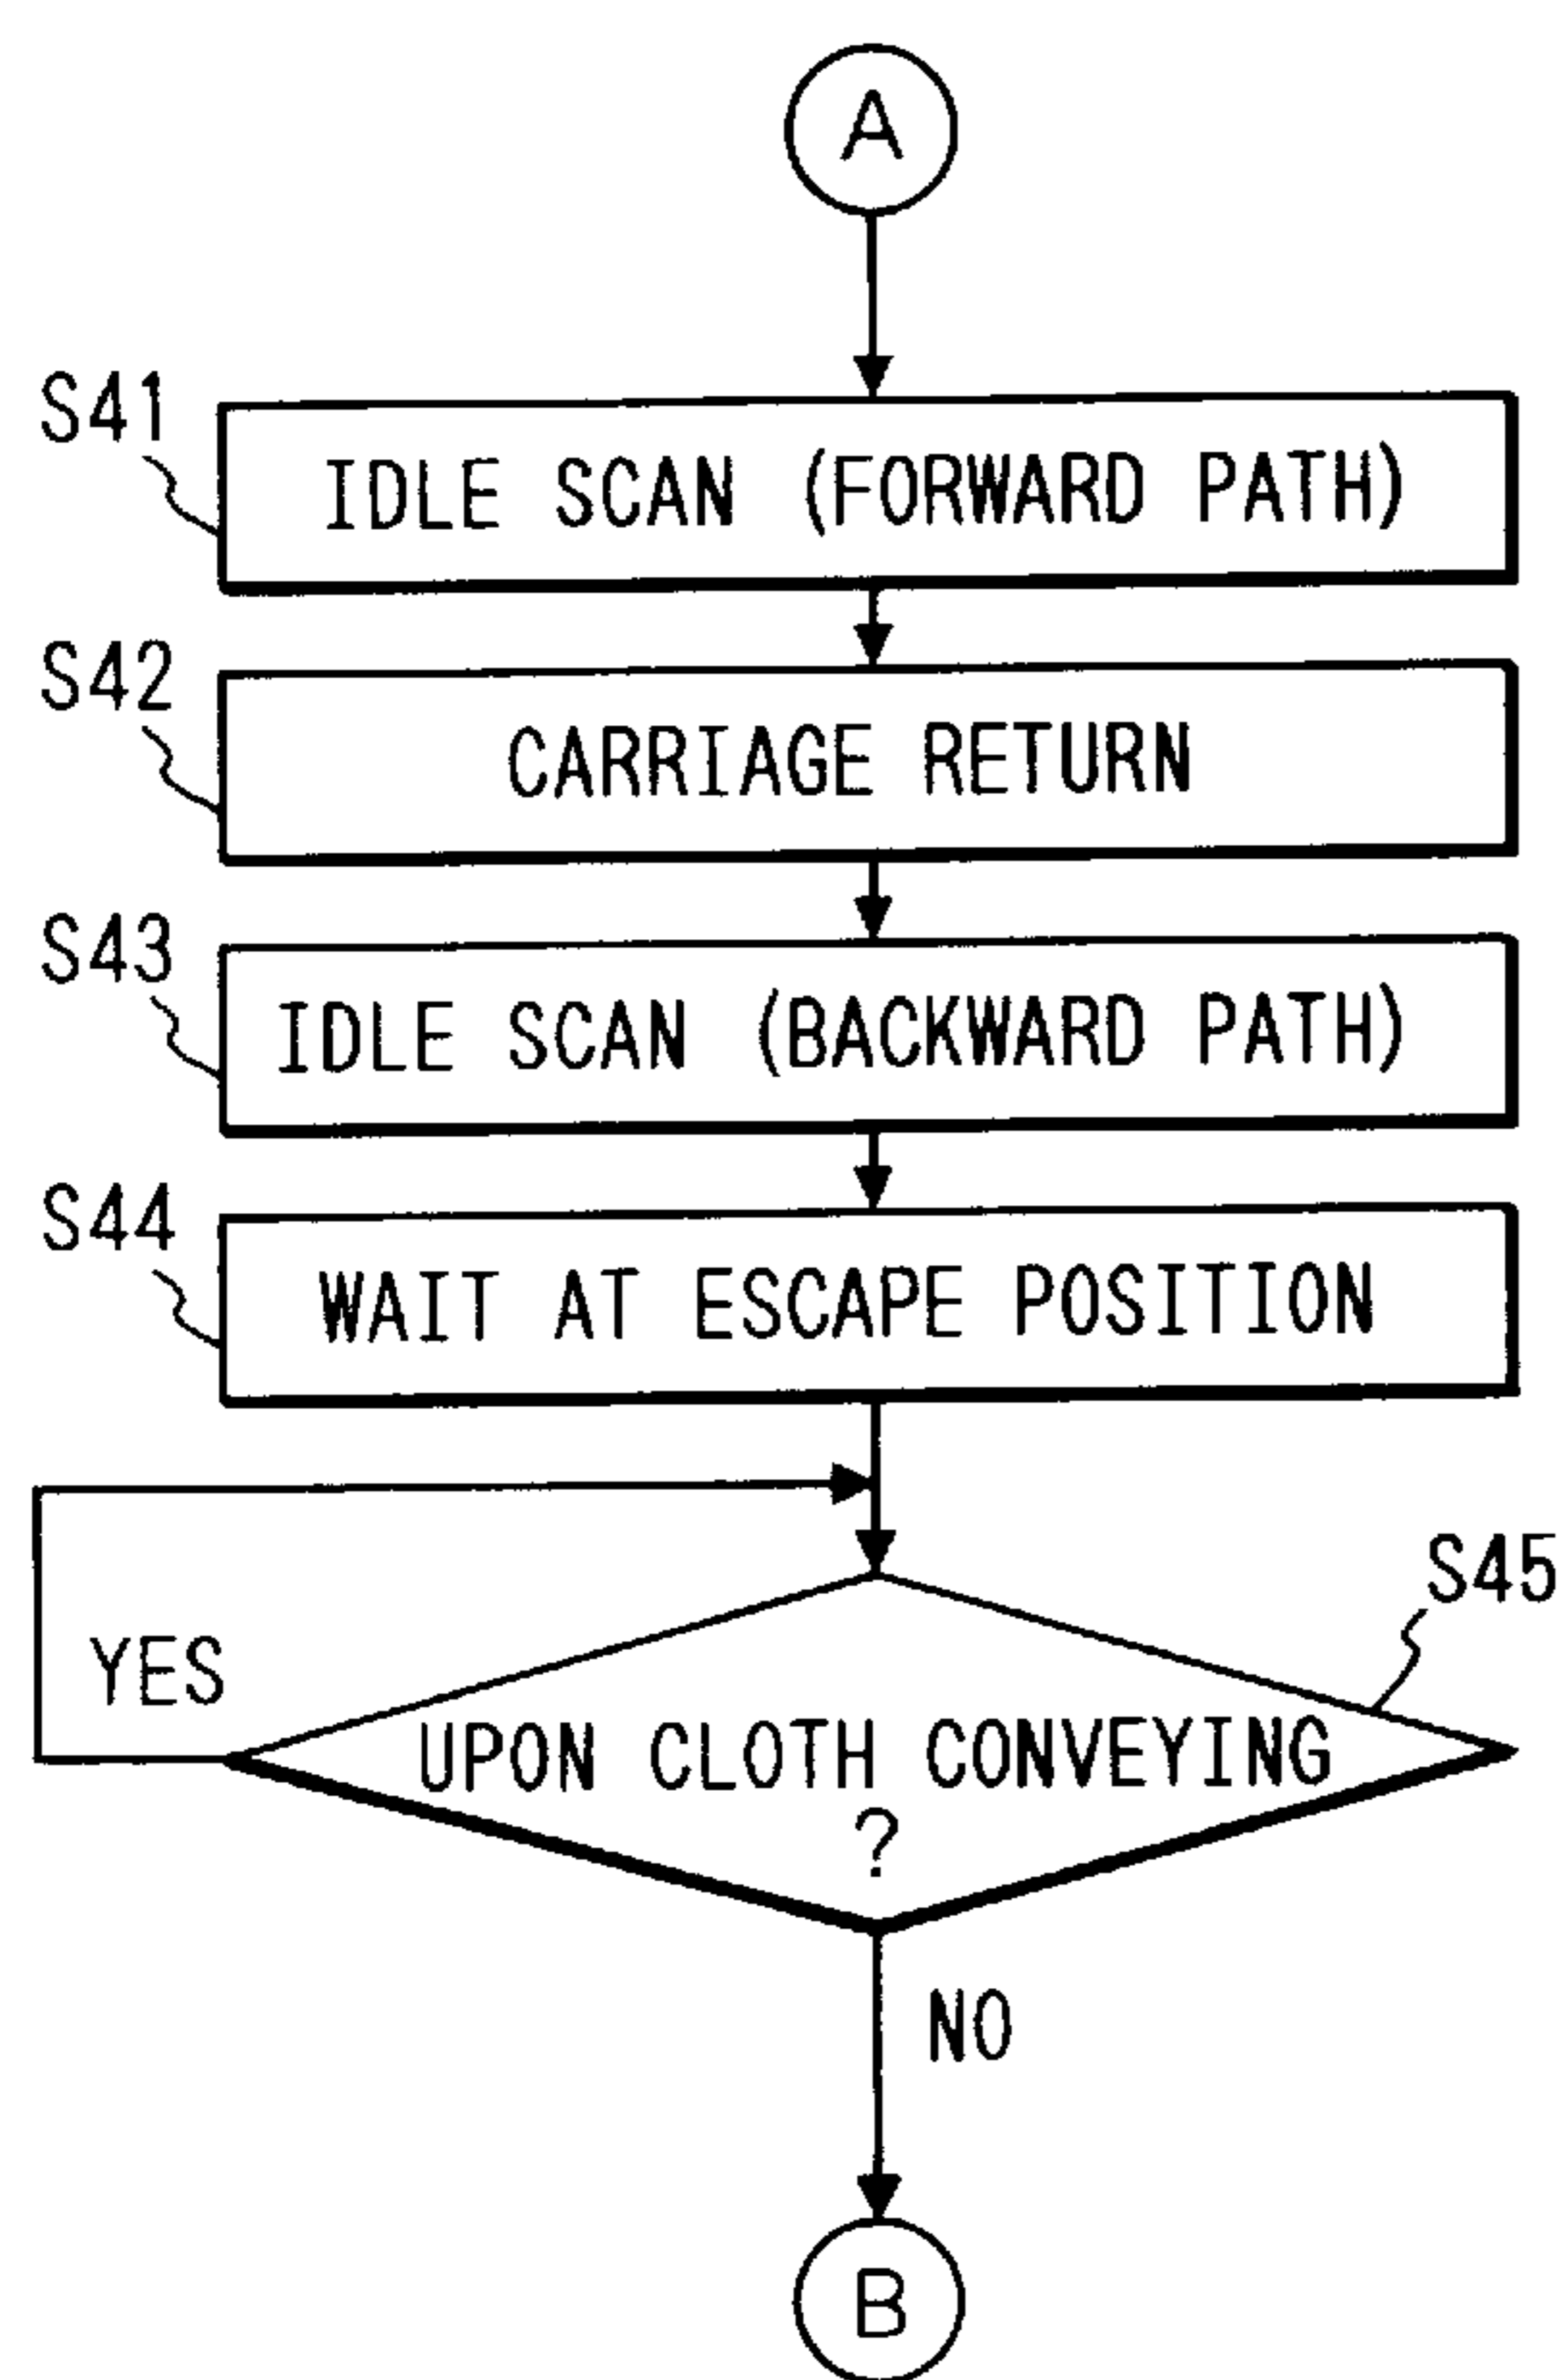 A
S41
IDLE SCAN (FORWARD PATH)
S42
CARRIAGE RETURN
S43
IDLE SCAN (BACKWARD PATH)
S44
WAIT AT ESCAPE POSITION
S45
YES
UPON CLOTH CONVEYING
?
NO
B